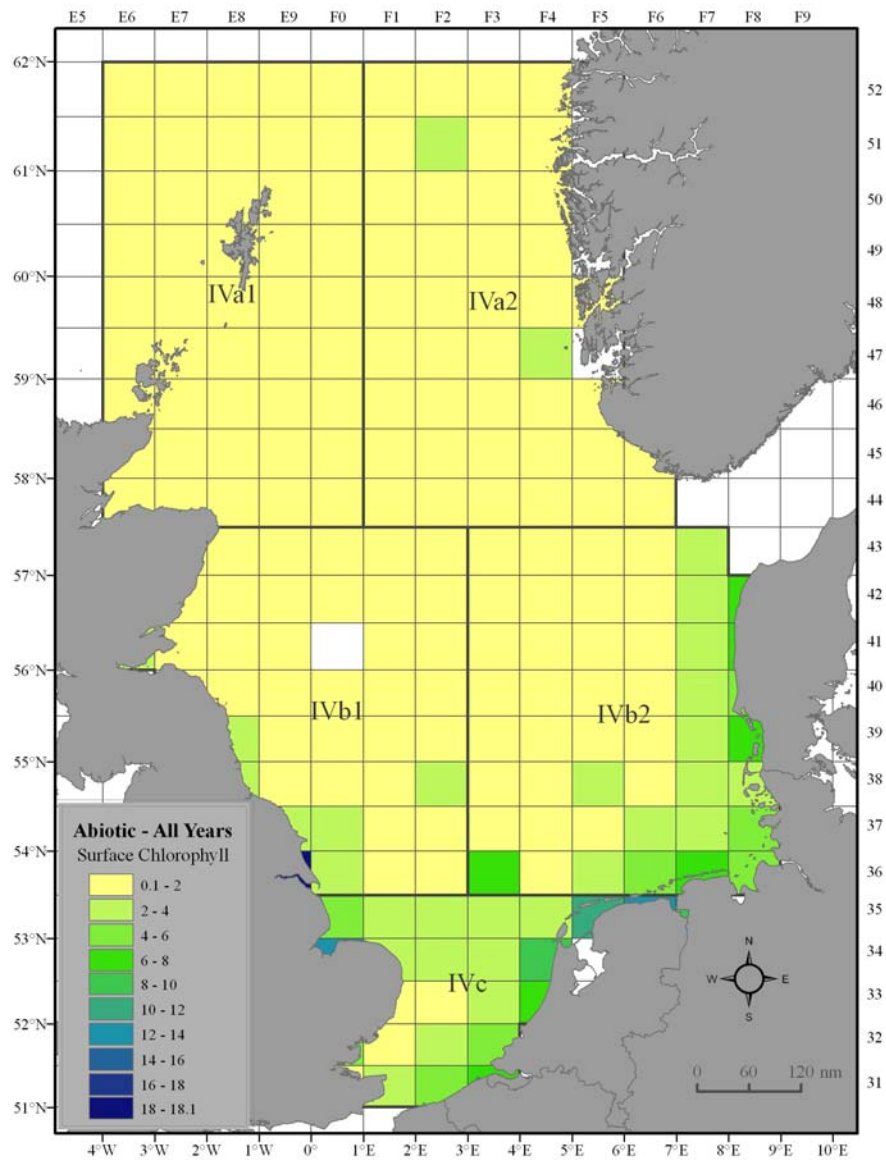 E5 E6 E7 E8 E9 F0 F1 F2 F3 F4 F5 F6 F7 F8 F9
62°N
52
51
61°N
50
60°N
49
IVa1
IVa2
48
47
59°N
46
45
58°N
44
43
57°N
42
41
56°N
40
IVb1
IVb2
39
55°N
38
37
54°N
36
35
53°N
IVc
33
52°N
32
31
51°N
Abiotic - All Years
Surface Chlorophyll
0.1 - 2
2 - 4
4 - 6
6 - 8
8 - 10
10 - 12
12 - 14
14 - 16
16 - 18
18 - 18.1
N
W E
S
0 60 120 nm
4°W 3°W 2°W 1°W 0° 1°E 2°E 3°E 4°E 5°E 6°E 7°E 8°E 9°E 10°E